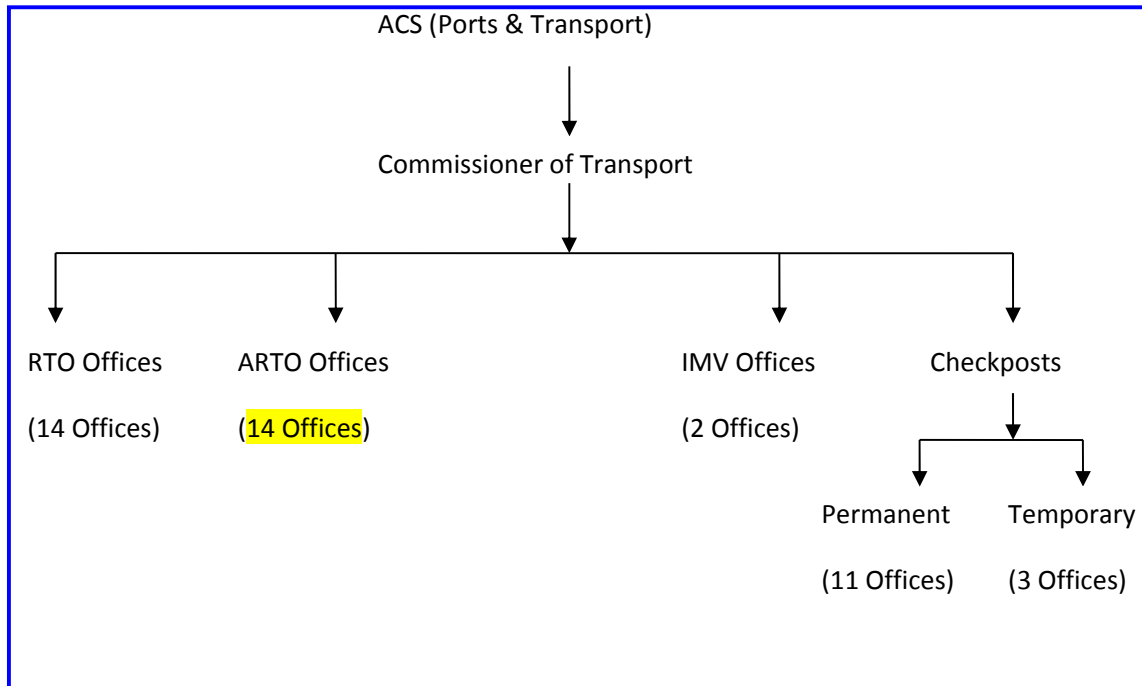 ACS (Ports & Transport)
Commissioner of Transport
RTO Offices ARTO Offices IMV Offices Checkposts
(14 Offices) (14 Offices) (2 Offices)
Permanent Temporary
(11 Offices) (3 Offices)